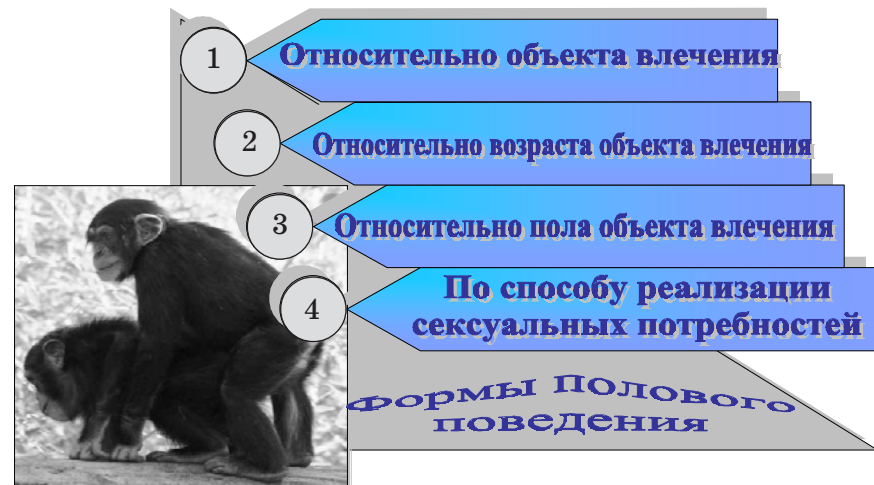 1
Относительно объекта влечения
2
Относительно возраста объекта влечения
3
Относительно пола объекта влечения
4
По способу реализации
сексуальных потребностей
Формы полового
поведения